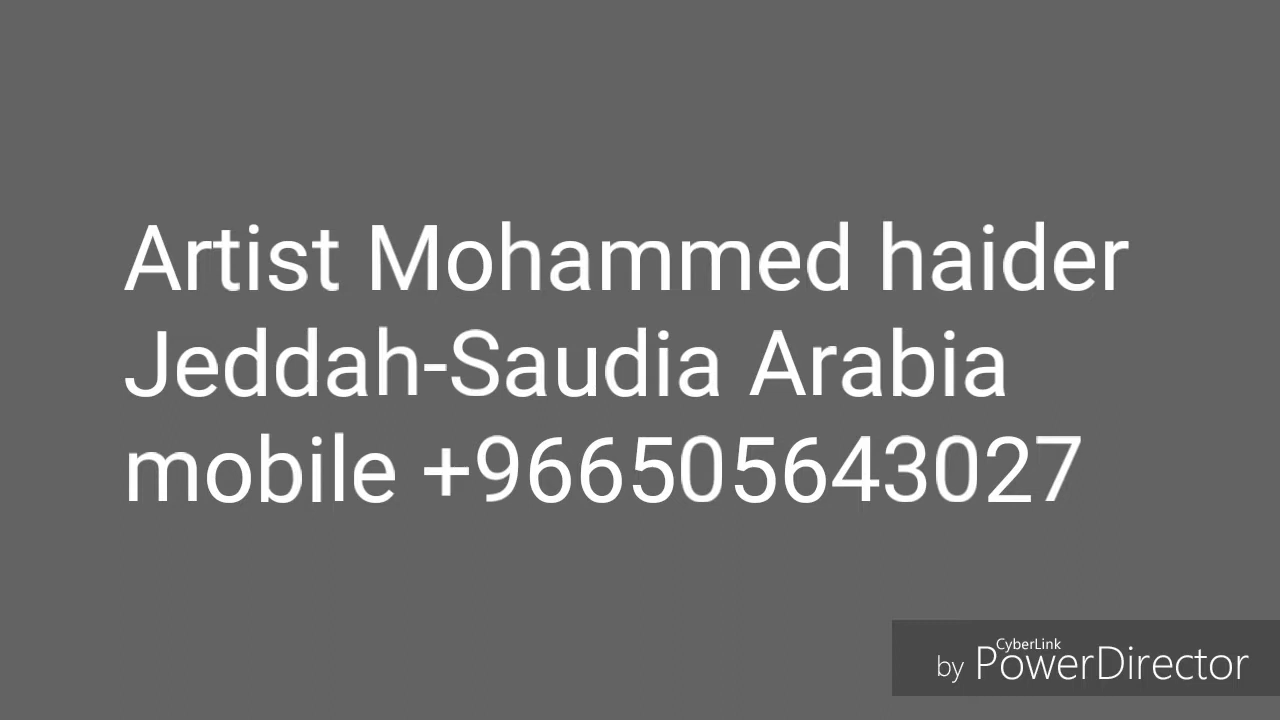 Artist Mohammed haider
Jeddah-Saudia Arabia
mobile +966505643027
CyberLink
by PowerDirector